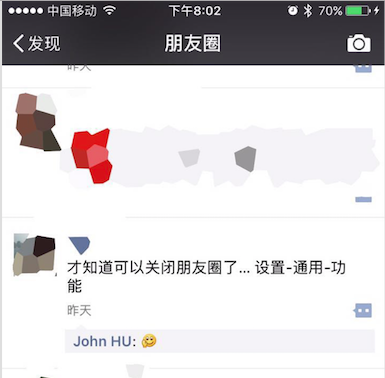 中国移动 下午8:02 70%
发现 朋友圈
昨天
才知道可以关闭朋友圈了... 设置-通用-功
能
昨天
John HU: